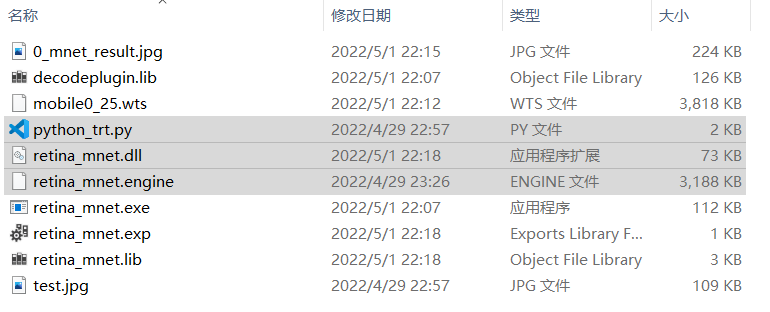 名称 修改日期 类型 大小
0_mnet_result.jpg 2022/5/1 22:15 JPG 文件 224 KB
decodeplugin.lib 2022/5/1 22:07 Object File Library 126 KB
mobile0_25.wts 2022/5/1 22:12 WTS 文件 3,818 KB
python_trt.py 2022/4/29 22:57 PY 文件 2 KB
retina_mnet.dll 2022/5/1 22:18 应用程序扩展 73 KB
retina_mnet.engine 2022/4/29 23:26 ENGINE 文件 3,188 KB
retina_mnet.exe 2022/5/1 22:07 应用程序 112 KB
retina_mnet.exp 2022/5/1 22:18 Exports Library F... 1 KB
retina_mnet.lib 2022/5/1 22:18 Object File Library 3 KB
test.jpg 2022/4/29 22:57 JPG 文件 109 KB